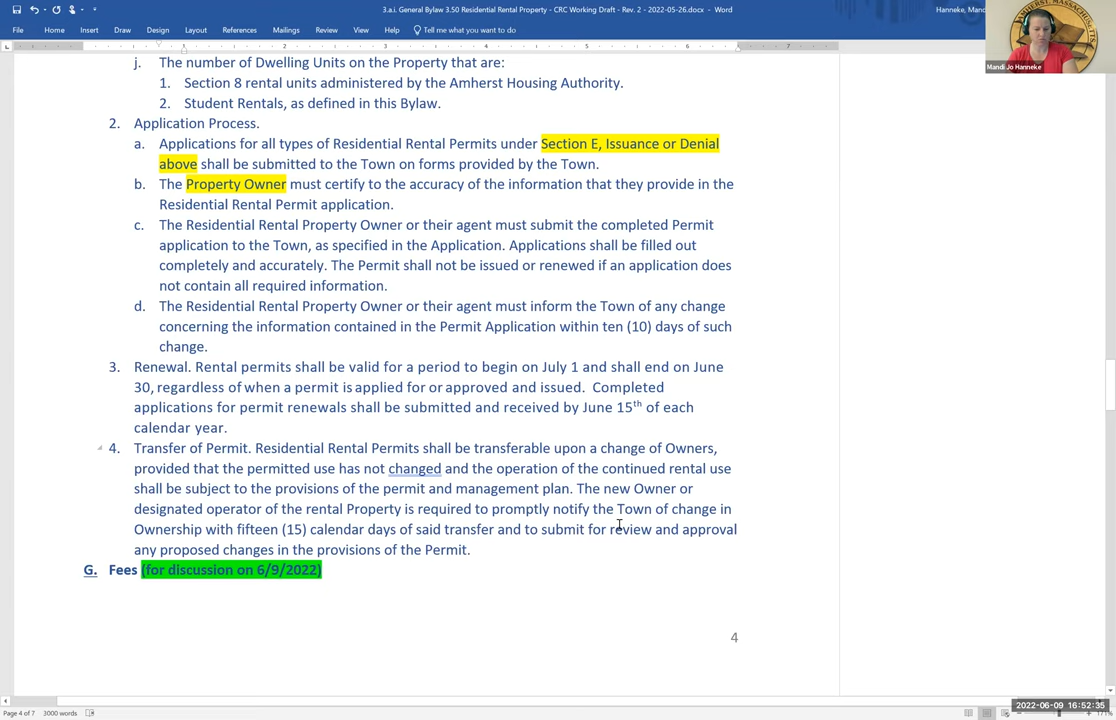 3.a.i. General Bylaw 3.50 Residential Rental Property - CRC Working Draft - Rev. 2 - 2022-05-26.docx - Word
Hanneke, Mand
File Home Insert Draw Design Layout References Mailings Review View Help Tell me what you want to do
Mandi Jo Hanneke
1 2 3 4 5 6 7
j. The number of Dwelling Units on the Property that are:
1. Section 8 rental units administered by the Amherst Housing Authority.
2. Student Rentals, as defined in this Bylaw.
2. Application Process.
a. Applications for all types of Residential Rental Permits under Section E, Issuance or Denial
above shall be submitted to the Town on forms provided by the Town.
b. The Property Owner must certify to the accuracy of the information that they provide in the
Residential Rental Permit application.
c. The Residential Rental Property Owner or their agent must submit the completed Permit
application to the Town, as specified in the Application. Applications shall be filled out
completely and accurately. The Permit shall not be issued or renewed if an application does
not contain all required information.
d. The Residential Rental Property Owner or their agent must inform the Town of any change
concerning the information contained in the Permit Application within ten (10) days of such
change.
3. Renewal. Rental permits shall be valid for a period to begin on July 1 and shall end on June
30, regardless of when a permit is applied for or approved and issued. Completed
applications for permit renewals shall be submitted and received by June 15th of each
calendar year.
4. Transfer of Permit. Residential Rental Permits shall be transferable upon a change of Owners,
provided that the permitted use has not changed and the operation of the continued rental use
shall be subject to the provisions of the permit and management plan. The new Owner or
designated operator of the rental Property is required to promptly notify the Town of change in
Ownership with fifteen (15) calendar days of said transfer and to submit for review and approval
any proposed changes in the provisions of the Permit.
G. Fees (for discussion on 6/9/2022)
4
Page 4 of 7 3000 words
2022-06-09 16:52:35
171%